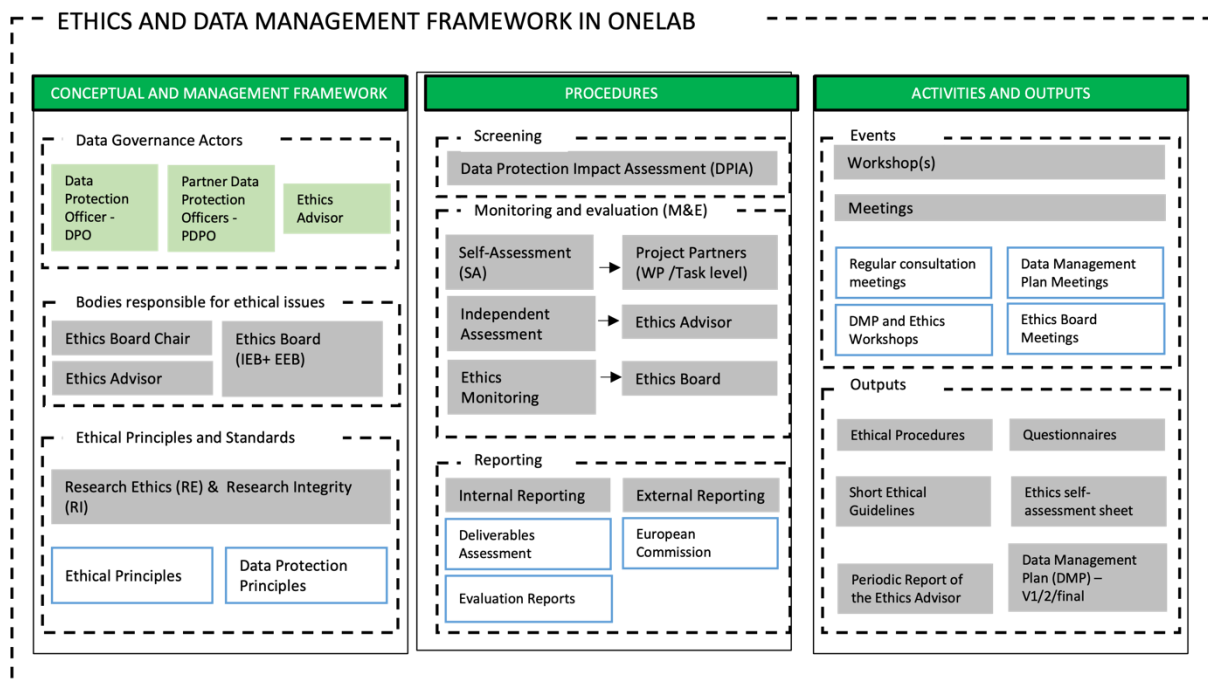 ETHICS AND DATA MANAGEMENT FRAMEWORK IN ONELAB
CONCEPTUAL AND MANAGEMENT FRAMEWORK
Data Governance Actors
Data
Protection
Officer -
DPO
Partner Data
Protection
Officers -
PDPO
Ethics
Advisor
Bodies responsible for ethical issues
Ethics Board Chair
Ethics Advisor
Ethics Board
(IEB+ EEB)
Ethical Principles and Standards
Research Ethics (RE) & Research Integrity
(RI)
Ethical Principles
Data Protection
Principles
PROCEDURES
Screening
Data Protection Impact Assessment (DPIA)
Monitoring and evaluation (M&E)
Self-Assessment
(SA)
Project Partners
(WP /Task level)
Independent
Assessment
Ethics Advisor
Ethics
Monitoring
Ethics Board
Reporting
Internal Reporting
External Reporting
Deliverables
Assessment
European
Commission
Evaluation Reports
ACTIVITIES AND OUTPUTS
Events
Workshop(s)
Meetings
Regular consultation
meetings
Data Management
Plan Meetings
DMP and Ethics
Workshops
Ethics Board
Meetings
Outputs
Ethical Procedures
Questionnaires
Short Ethical
Guidelines
Ethics self-
assessment sheet
Periodic Report of
the Ethics Advisor
Data Management
Plan (DMP) –
V1/2/final